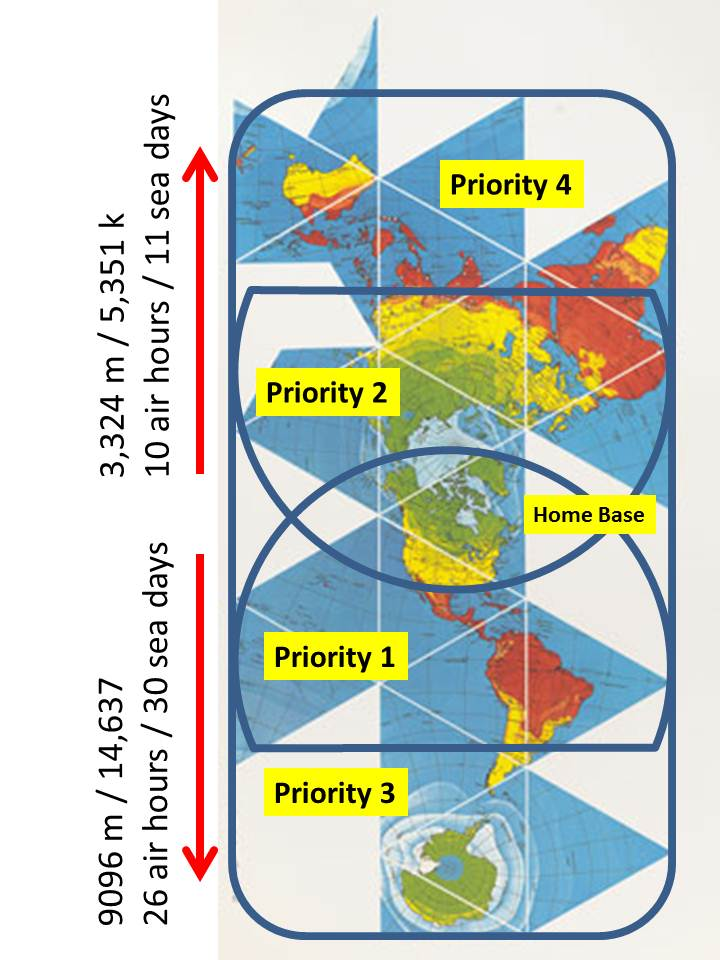 3,324 m / 5,351 k
10 air hours / 11 sea days
9096 m / 14,637
26 air hours / 30 sea days
Priority 4
Priority 2
Home Base
Priority 1
Priority 3